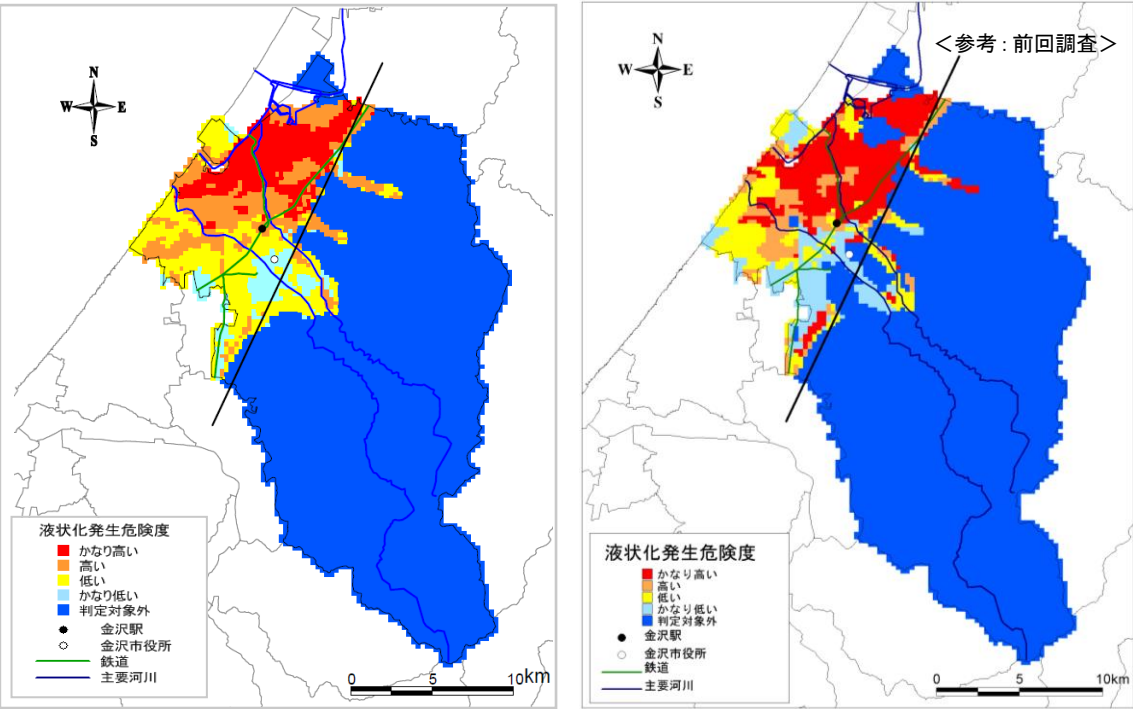 N
W
E
S
液状化発生危険度
かなり高い
高い
低い
かなり低い
判定対象外
金沢駅
金沢市役所
鉄道
主要河川
0 5 10km
＜参考：前回調査＞
N
W E
S
液状化発生危険度
かなり高い
高い
低い
かなり低い
判定対象外
金沢駅
金沢市役所
鉄道
主要河川
0 5 10km